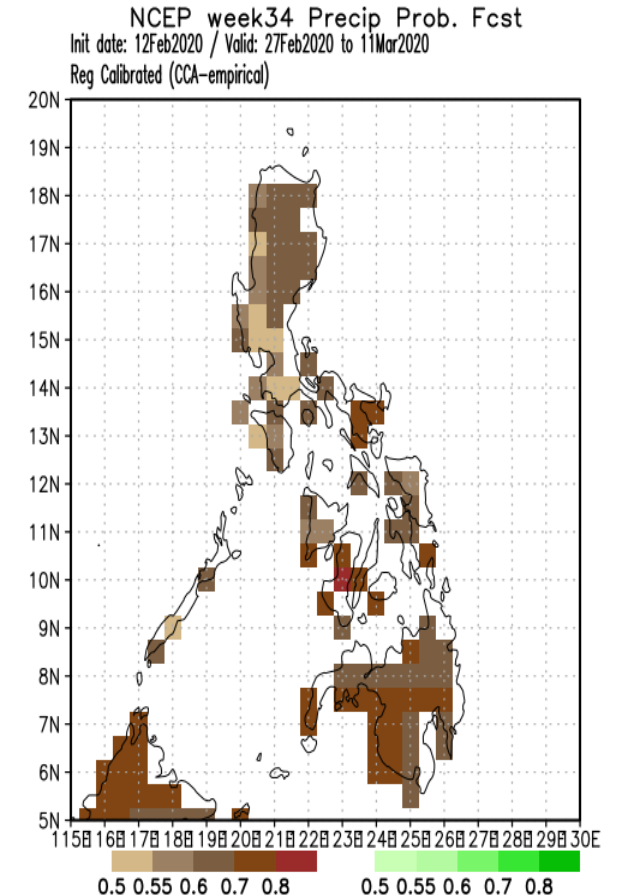 NCEP week34 Precip Prob. Fcst
Init date: 12Feb2020 / Valid: 27Feb2020 to 11Mar2020
Reg Calibrated (CCA-empirical)
20N
19N
18N
17N
16N
15N
14N
13N
12N
11N
10N
9N
8N
7N
6N
5N
115E 116E 117E 118E 119E 120E 121E 122E 123E 124E 125E 126E 127E 128E 129E 130E
0.5 0.55 0.6 0.7 0.8 0.5 0.55 0.6 0.7 0.8